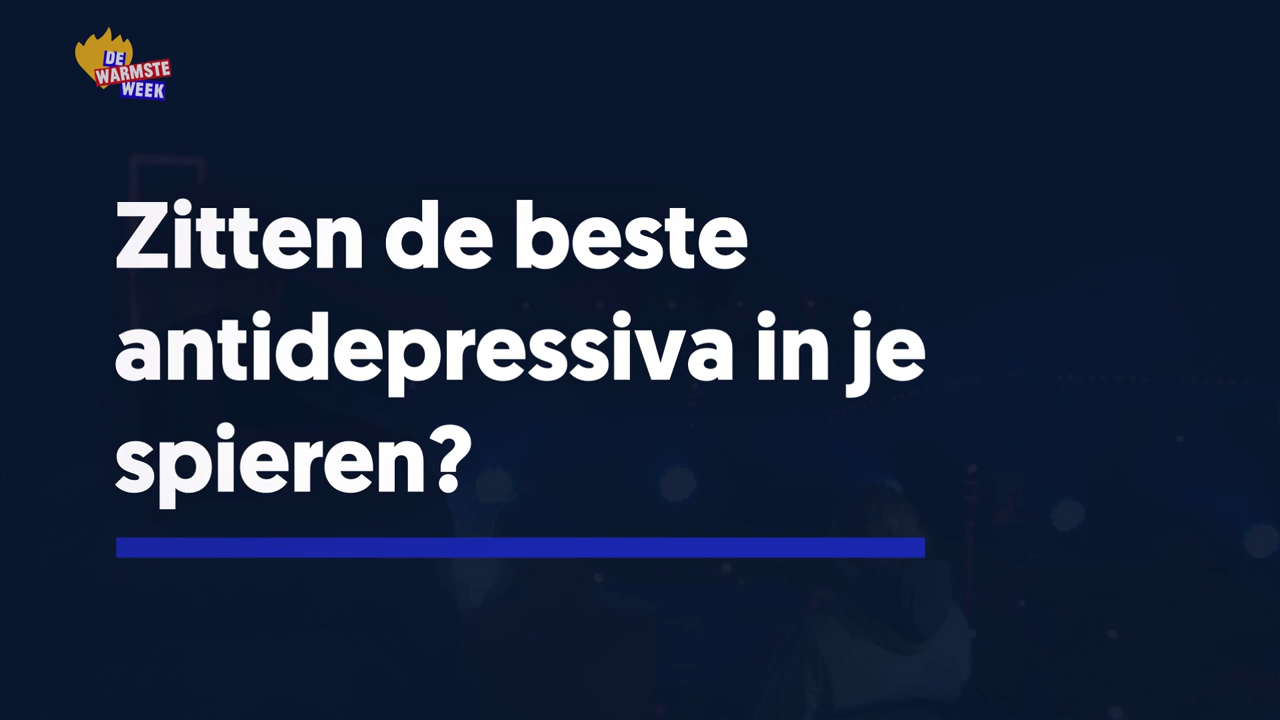 DE
WARMSTE
WEEK
Zitten de beste
antidepressiva in je
spieren?